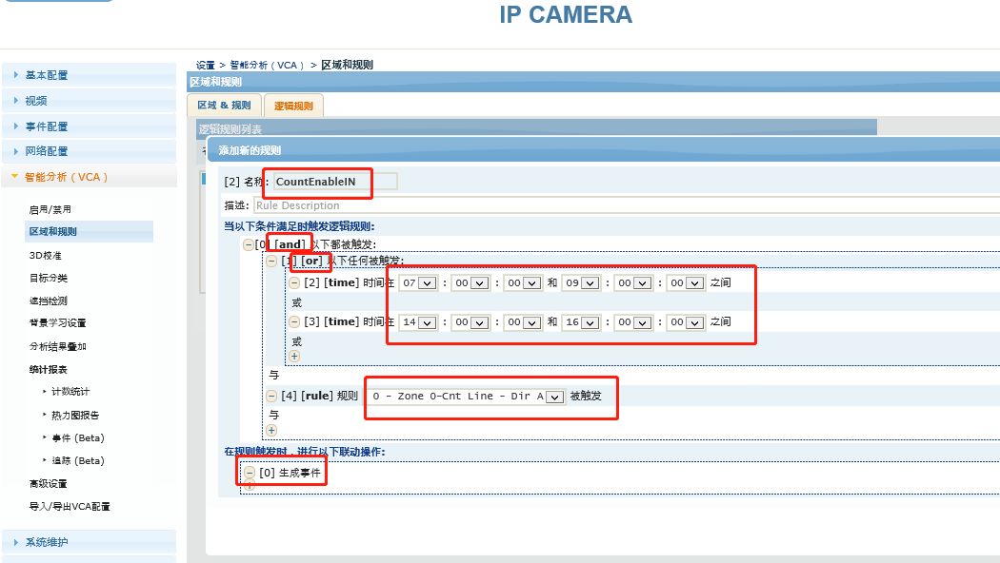 IP CAMERA
设置 > 智能分析 ( VCA ) > 区域和规则
区域和规则
区域 & 规则
逻辑规则
逻辑规则列表
添加新的规则
[2] 名称: CountEnableIN
描述: Rule Description
当以下条件满足时触发逻辑规则:
[0] [and] 以下都被触发:
[1] [or] 以下任何被触发:
[2] [time] 时间在 07 : 00 : 00 和 09 : 00 : 00 之间
或
[3] [time] 时间在 14 : 00 : 00 和 16 : 00 : 00 之间
或
与
[4] [rule] 规则 0 - Zone 0-Cnt Line - Dir A 被触发
与
在规则触发时，进行以下联动操作:
[0] 生成事件
基本配置
视频
事件配置
网络配置
智能分析 ( VCA )
启用/禁用
区域和规则
3D校准
目标分类
遮挡检测
背景学习设置
分析结果叠加
统计报表
计数统计
热力图报告
事件 (Beta)
追踪 (Beta)
高级设置
导入/导出VCA配置
系统维护